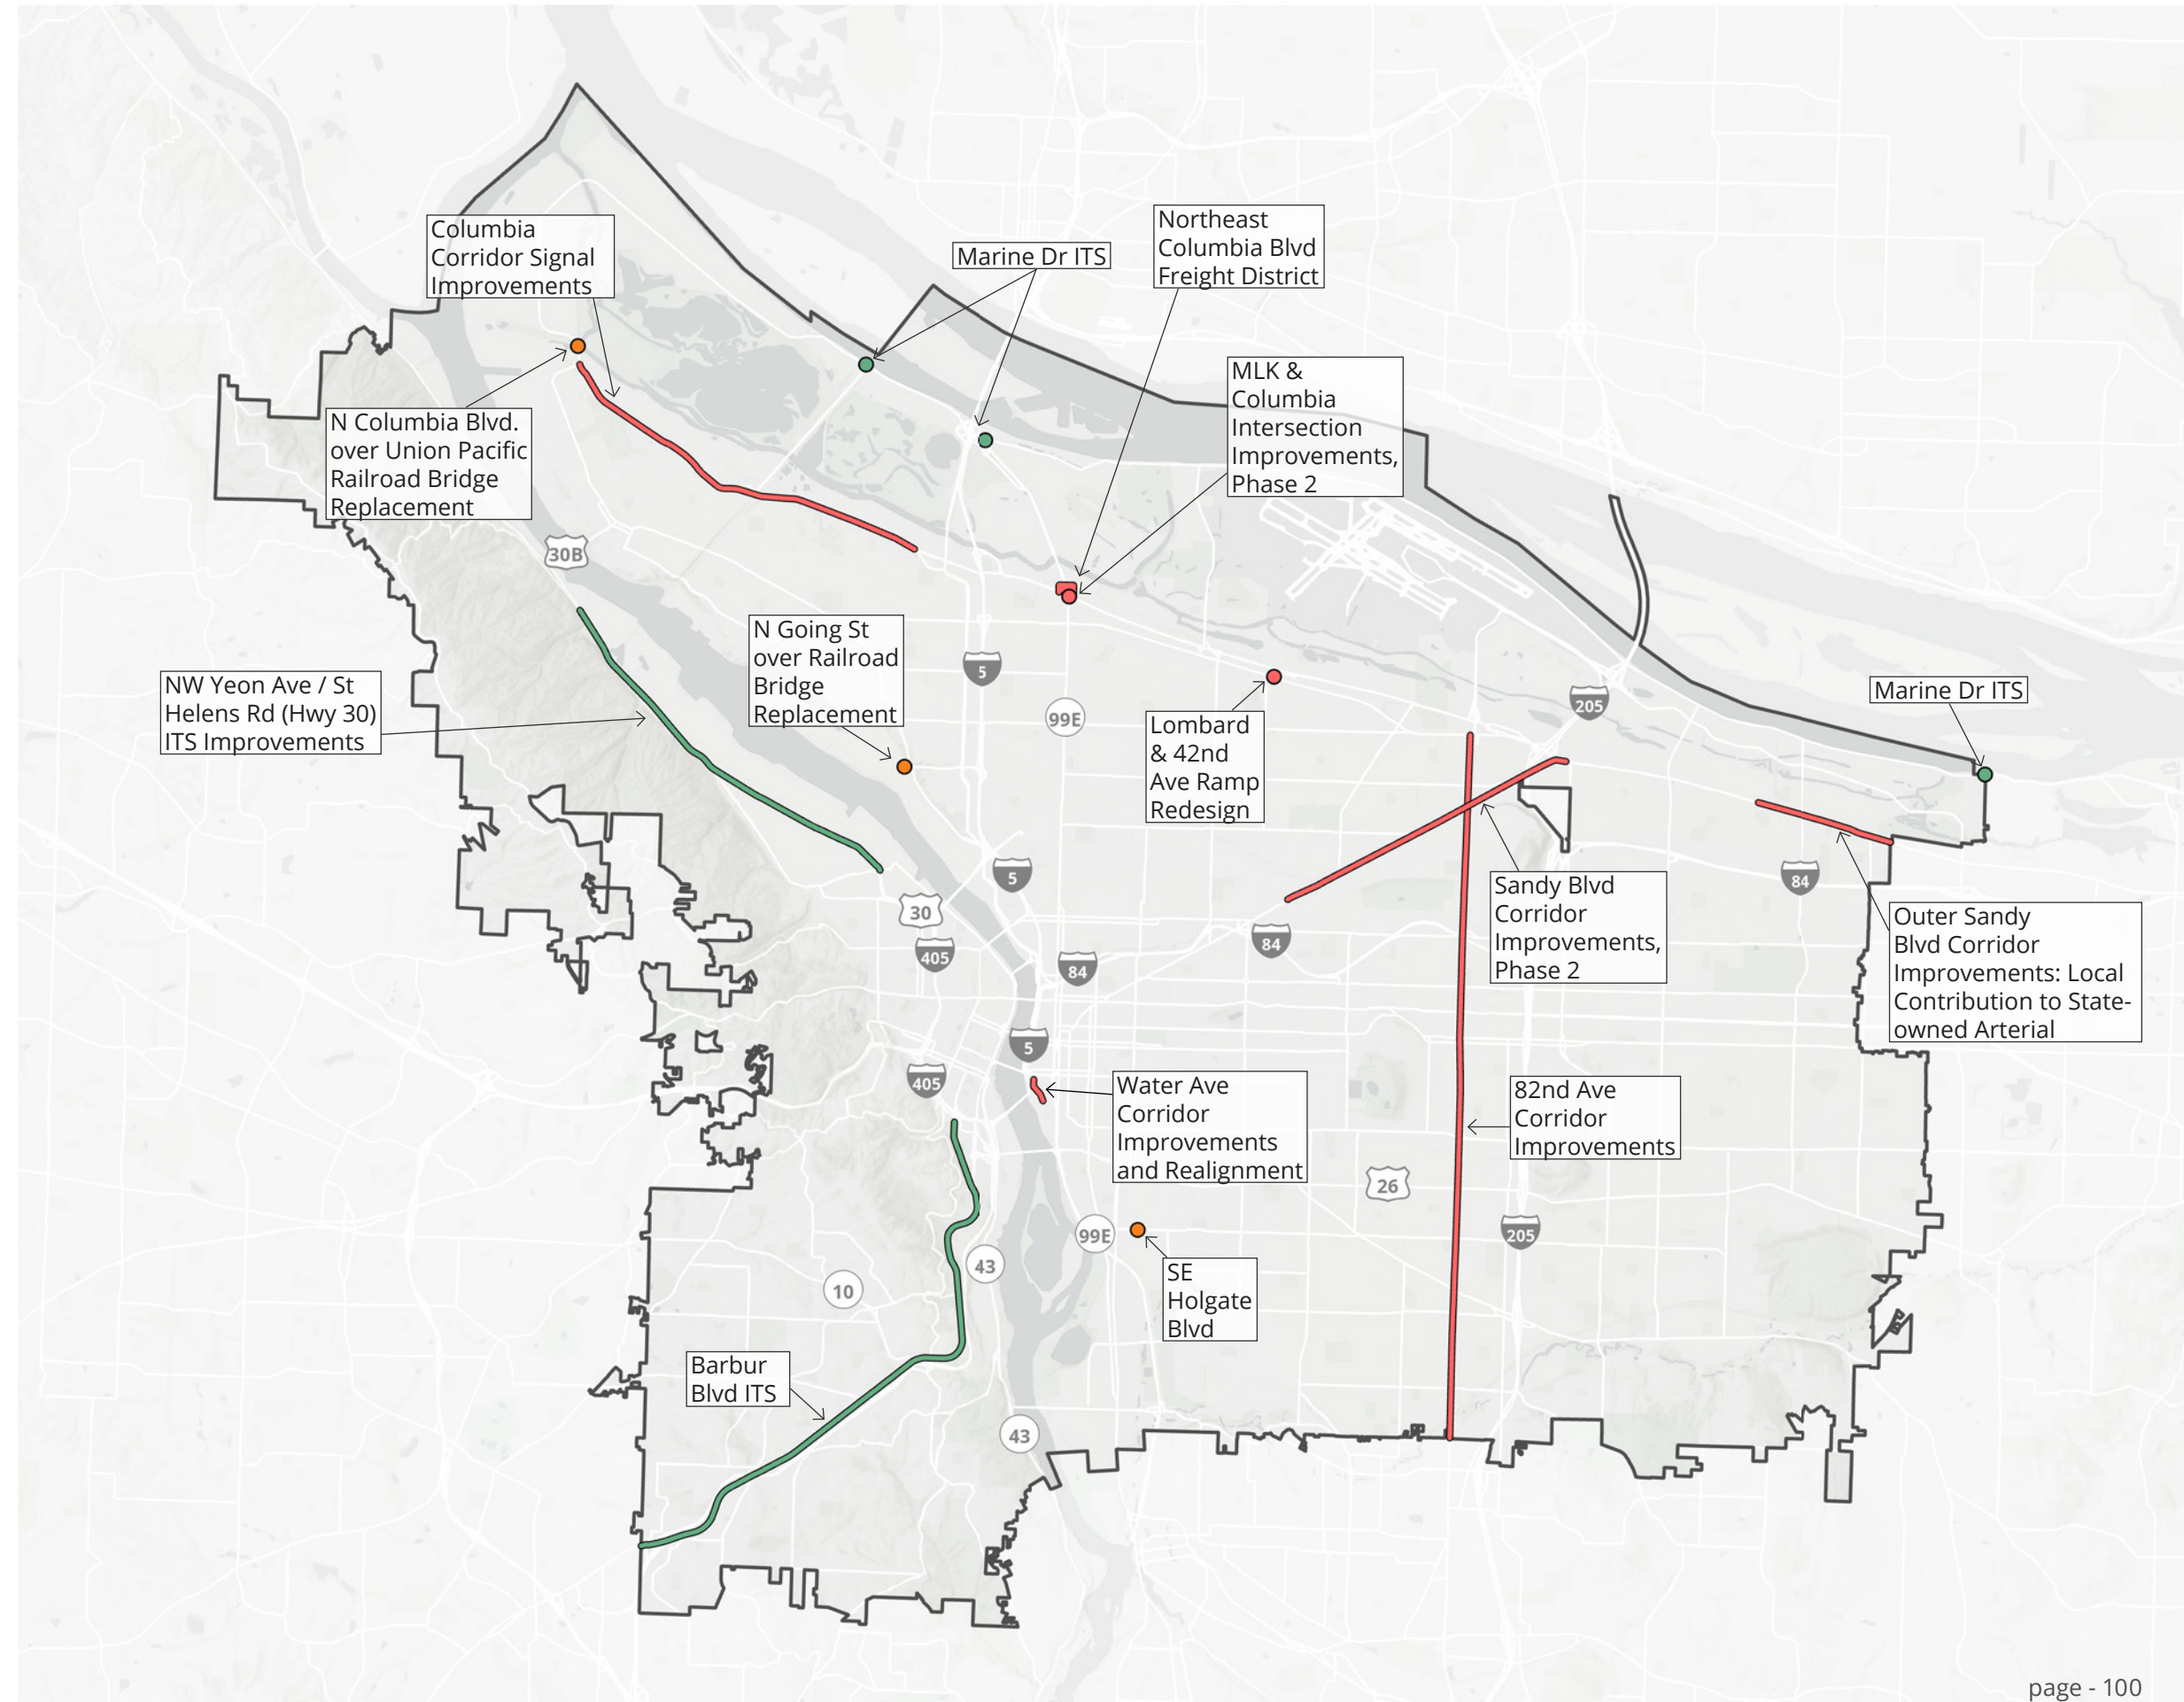 Northeast
Columbia Blvd
Freight District
Columbia
Corridor Signal
Improvements
Marine Dr ITS
MLK &
Columbia
Intersection
Improvements,
Phase 2
N Columbia Blvd.
over Union Pacific
Railroad Bridge
Replacement
30B
N Going St
over Railroad
Bridge
Replacement
5
NW Yeon Ave / St
Helens Rd (Hwy 30)
ITS Improvements
99E
205
Marine Dr ITS
Lombard
& 42nd
Ave Ramp
Redesign
5
84
30
Sandy Blvd
Corridor
Improvements,
Phase 2
Outer Sandy
Blvd Corridor
Improvements: Local
Contribution to State-
owned Arterial
405
84
84
5
405
Water Ave
Corridor
Improvements
and Realignment
82nd Ave
Corridor
Improvements
26
99E
205
43
10
SE
Holgate
Blvd
Barbur
Blvd ITS
43
page - 100